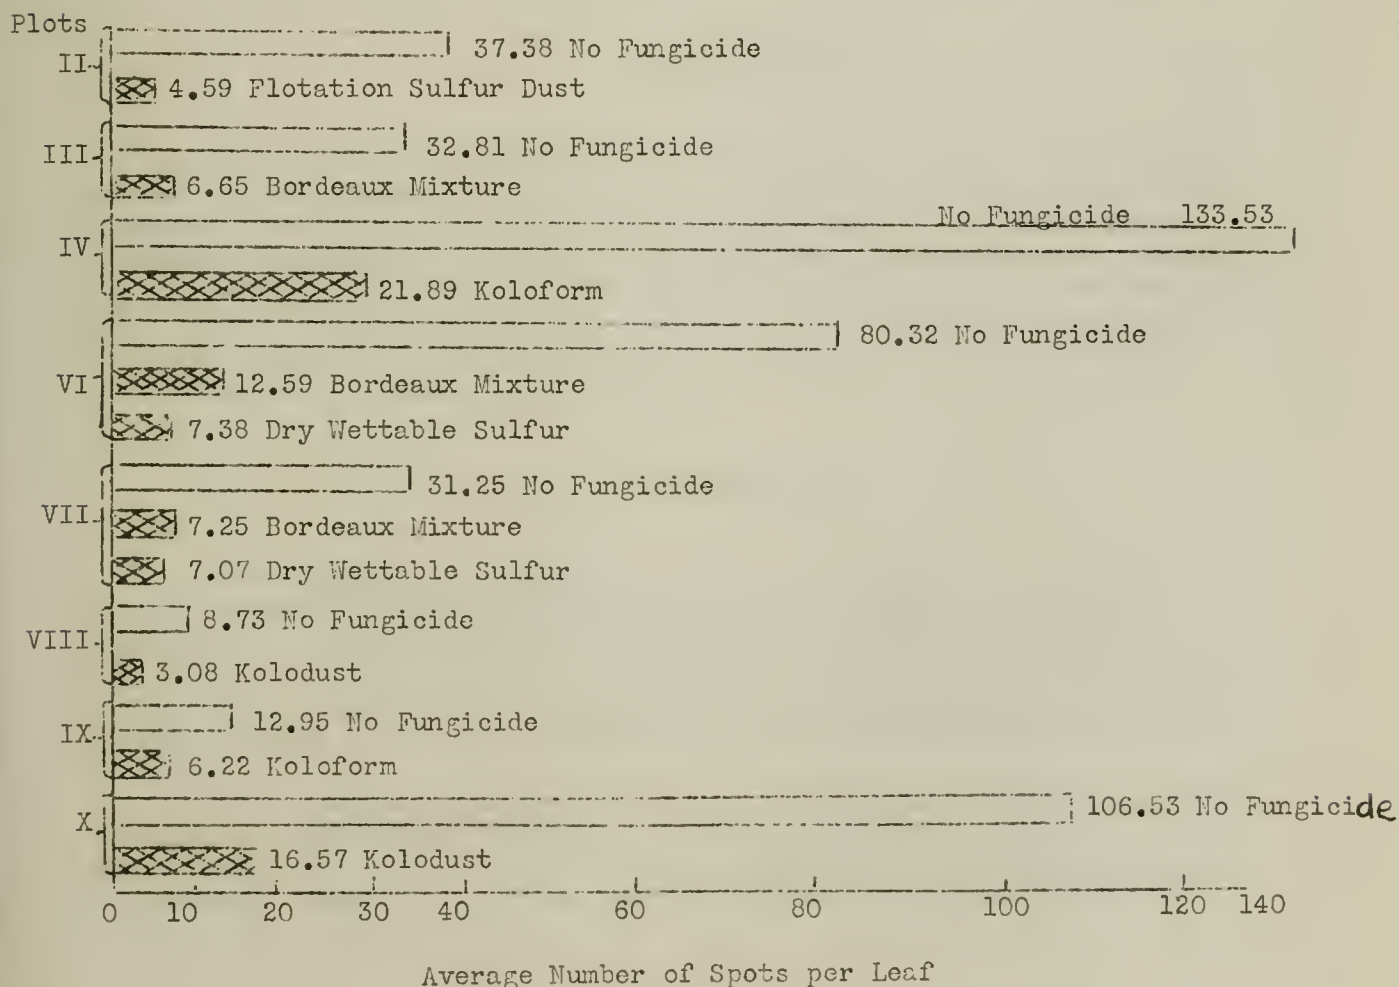 Plots
37.38 No Fungicide
II
4.59 Flotation Sulfur Dust
32.81 No Fungicide
III
6.65 Bordeaux Mixture
No Fungicide 133.53
IV
21.89 Koloform
80.32 No Fungicide
VI
12.59 Bordeaux Mixture
7.38 Dry Wettable Sulfur
31.25 No Fungicide
VII
7.25 Bordeaux Mixture
7.07 Dry Wettable Sulfur
8.73 No Fungicide
VIII
3.08 Kolodust
12.95 No Fungicide
IX
6.22 Koloform
106.53 No Fungicide
X
16.57 Kolodust
0 10 20 30 40 60 80 100 120 140
Average Number of Spots per Leaf